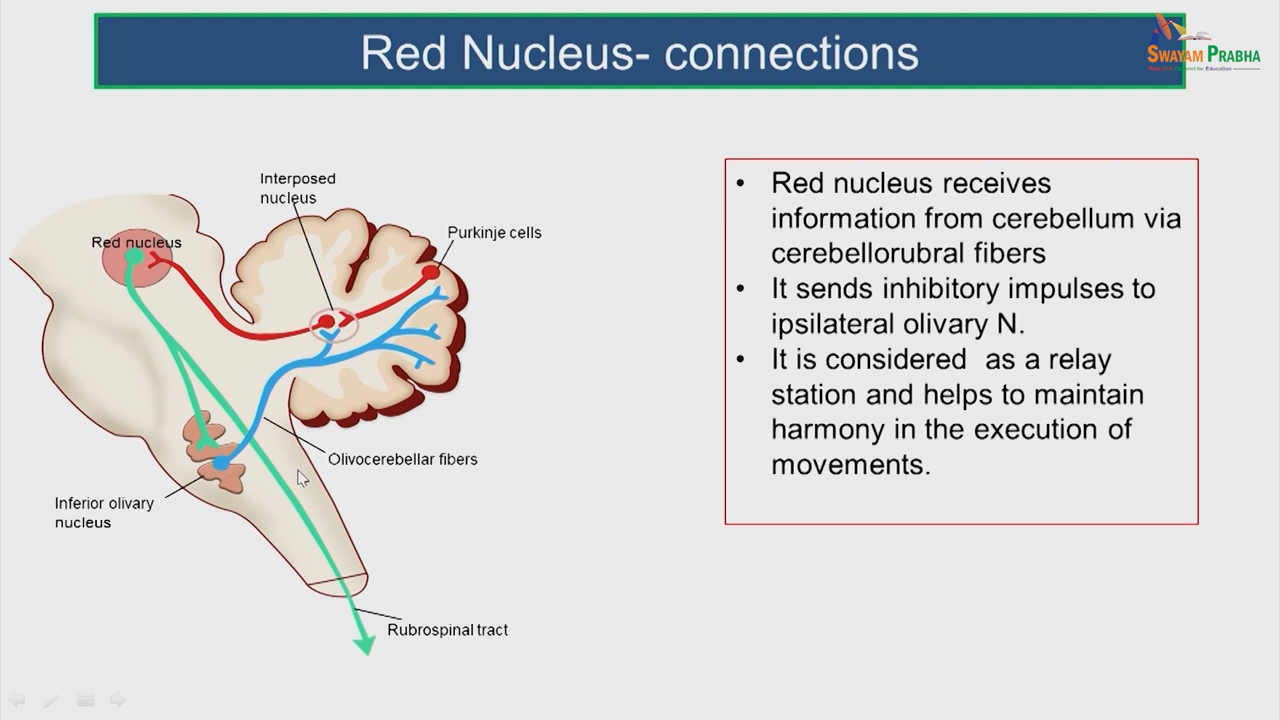 Red Nucleus- connections
SWAYAM PRABHA
Interposed
nucleus
Purkinje cells
Red nucleus
Olivocerebellar fibers
Inferior olivary
nucleus
Rubrospinal tract
• Red nucleus receives
information from cerebellum via
cerebellorubral fibers
• It sends inhibitory impulses to
ipsilateral olivary N.
• It is considered as a relay
station and helps to maintain
harmony in the execution of
movements.